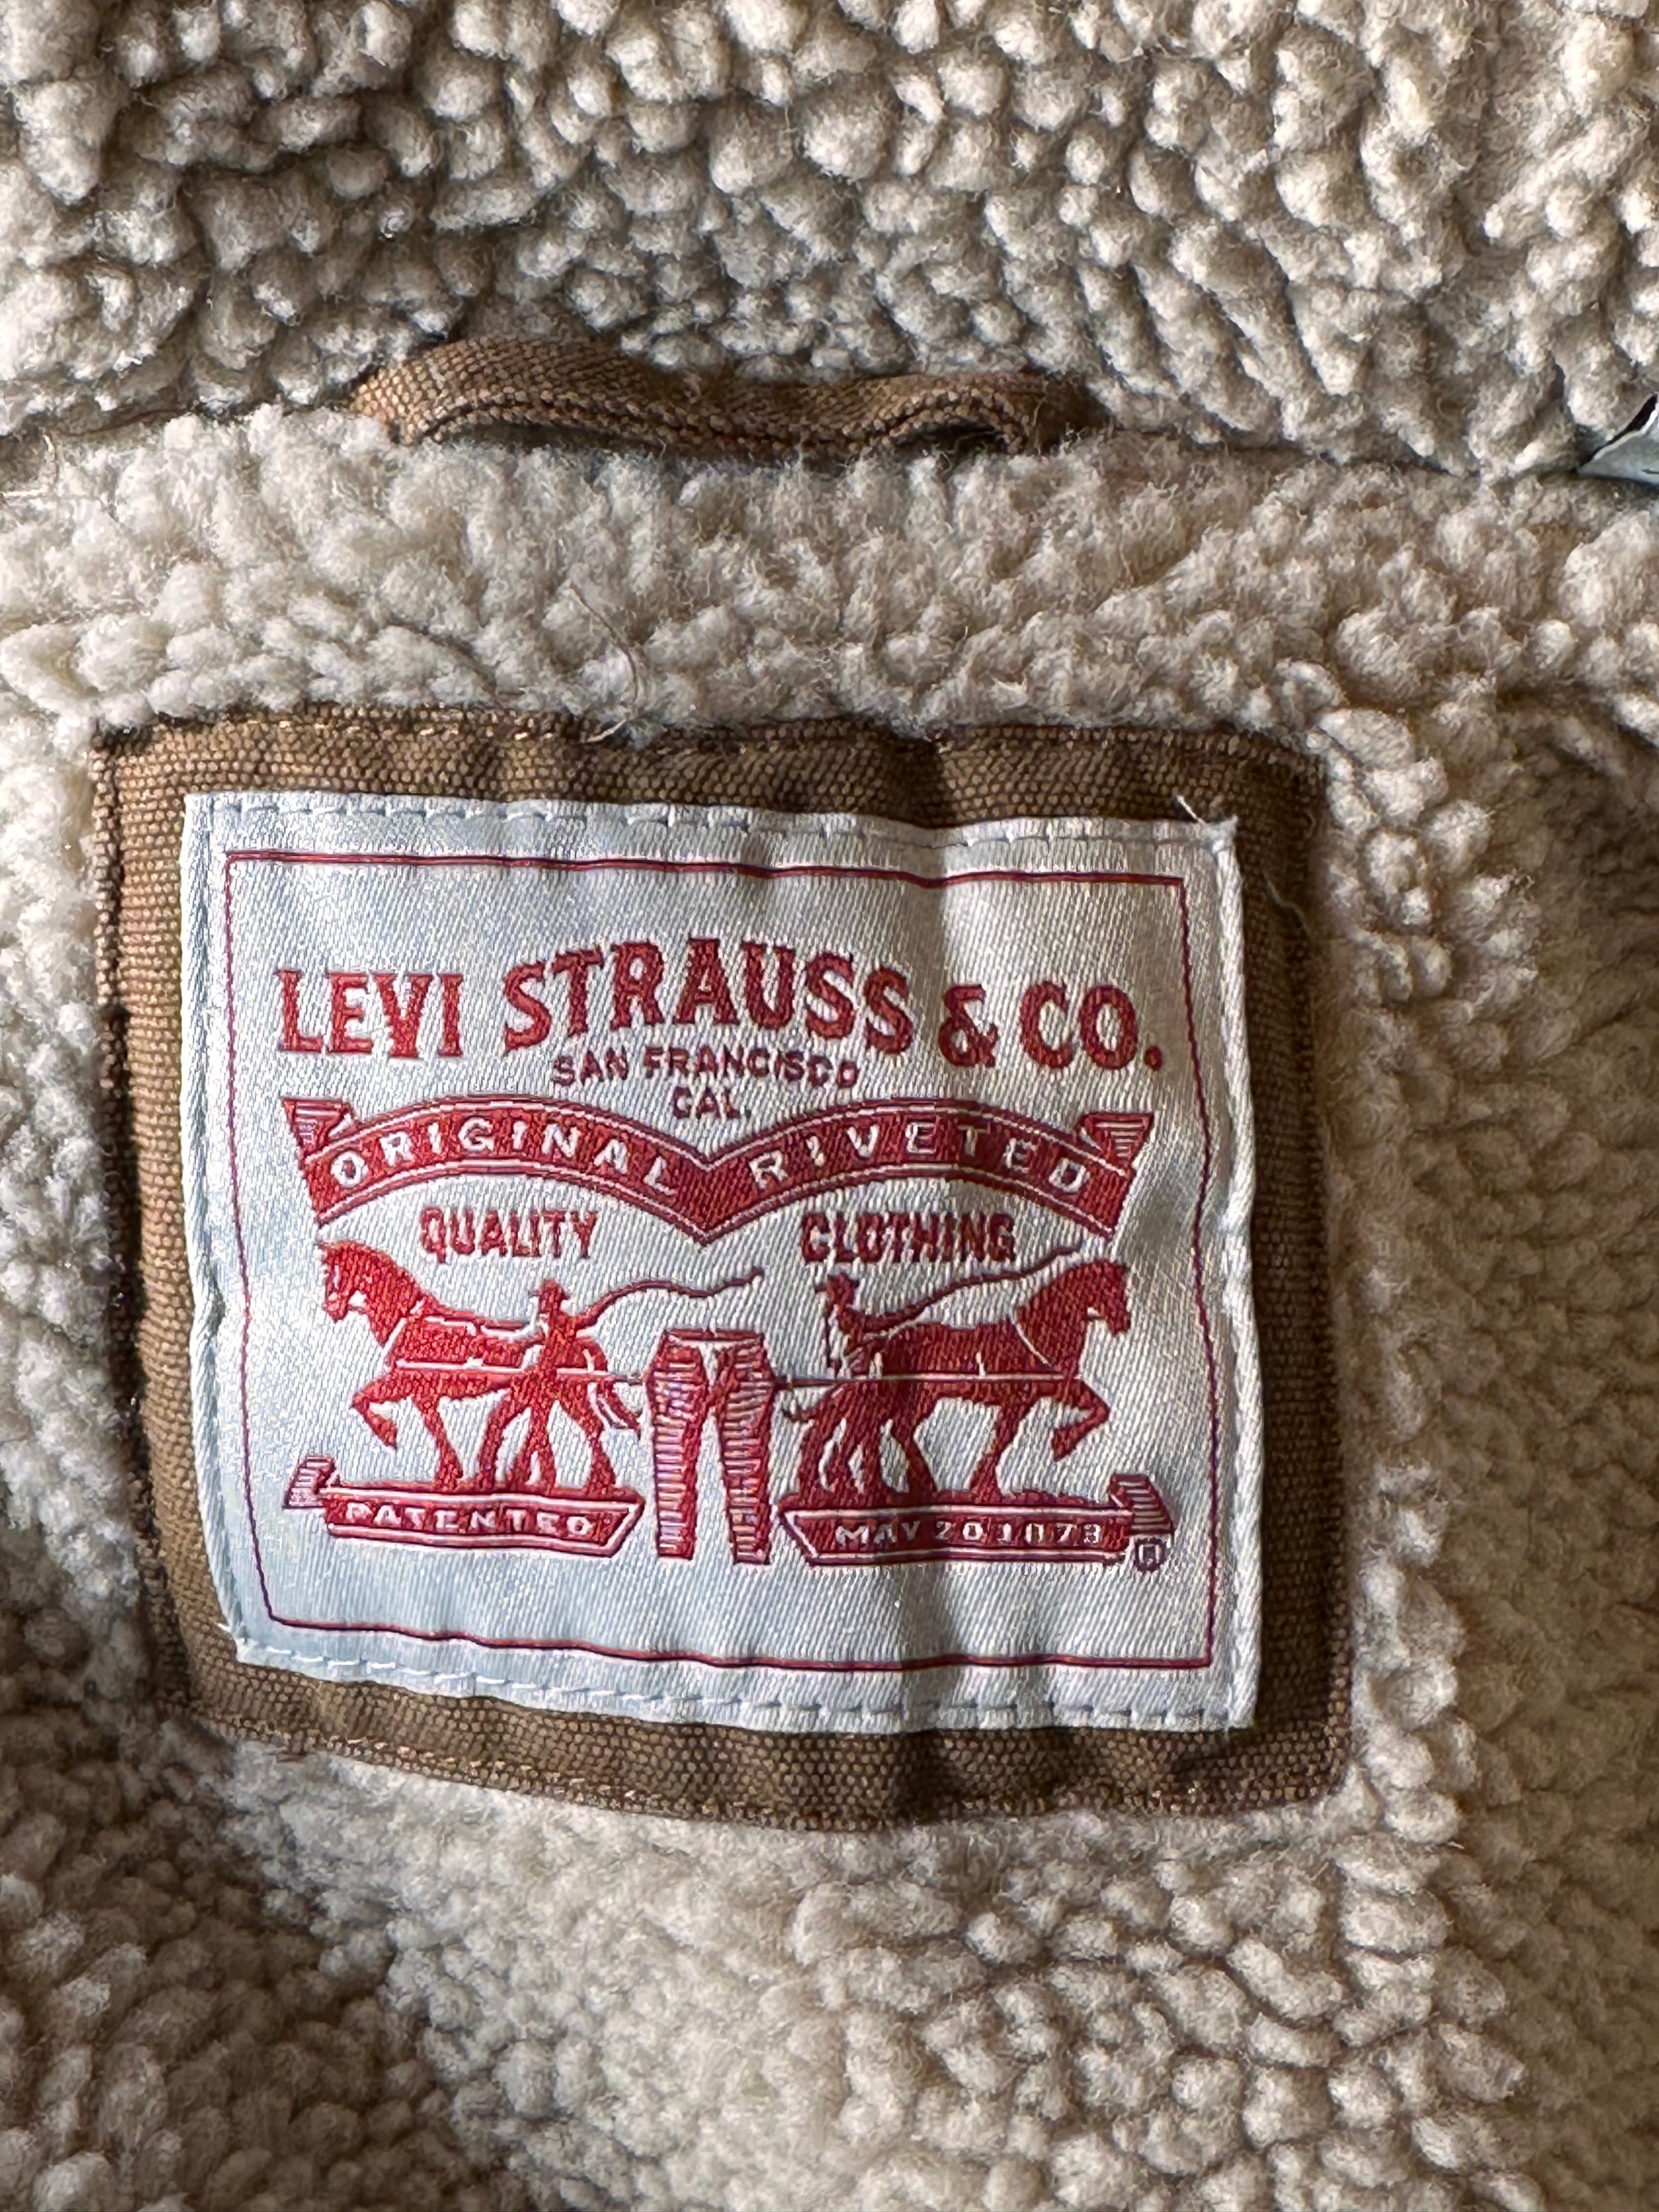 LEVI STRAUSS & CO.
SAN FRANCISCO
CAL.
ORIGINAL RIVETED
QUALITY CLOTHING
PATENTED MAY 20 1873
®